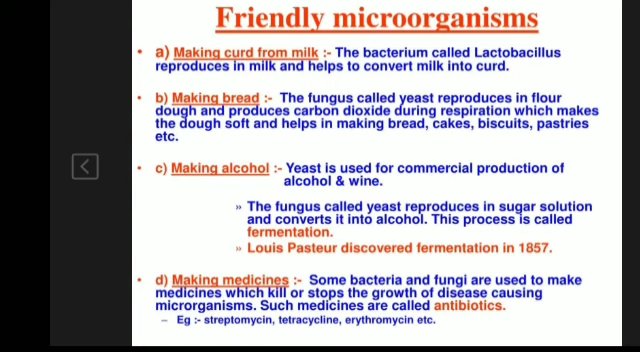 Friendly microorganisms
• a) Making curd from milk :- The bacterium called Lactobacillus
reproduces in milk and helps to convert milk into curd.
• b) Making bread :- The fungus called yeast reproduces in flour
dough and produces carbon dioxide during respiration which makes
the dough soft and helps in making bread, cakes, biscuits, pastries
etc.
• c) Making alcohol :- Yeast is used for commercial production of
alcohol & wine.
» The fungus called yeast reproduces in sugar solution
and converts it into alcohol. This process is called
fermentation.
» Louis Pasteur discovered fermentation in 1857.
• d) Making medicines :- Some bacteria and fungi are used to make
medicines which kill or stops the growth of disease causing
microrganisms. Such medicines are called antibiotics.
– Eg :- streptomycin, tetracycline, erythromycin etc.